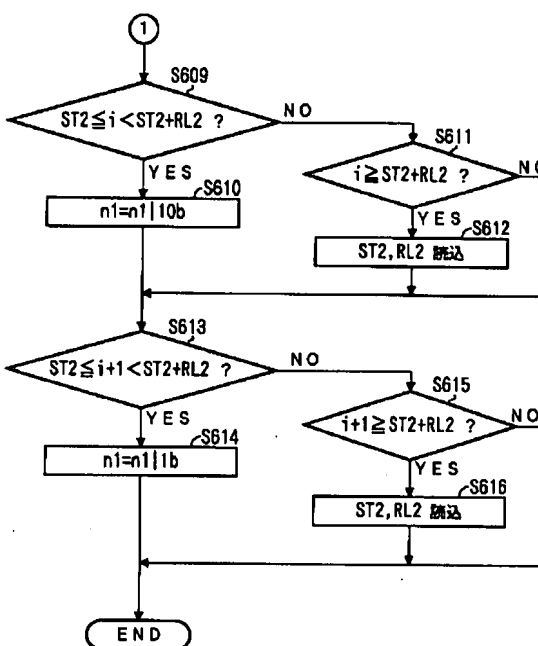 1
S609
ST2≦i<ST2+RL2 ?
NO
YES
S611
i≧ST2+RL2 ?
NO
YES
S610
n1=n1|10b
S612
ST2,RL2 読込
S613
ST2≦i+1<ST2+RL2 ?
NO
YES
S615
i+1≧ST2+RL2 ?
NO
YES
S614
n1=n1|1b
S616
ST2,RL2 読込
END